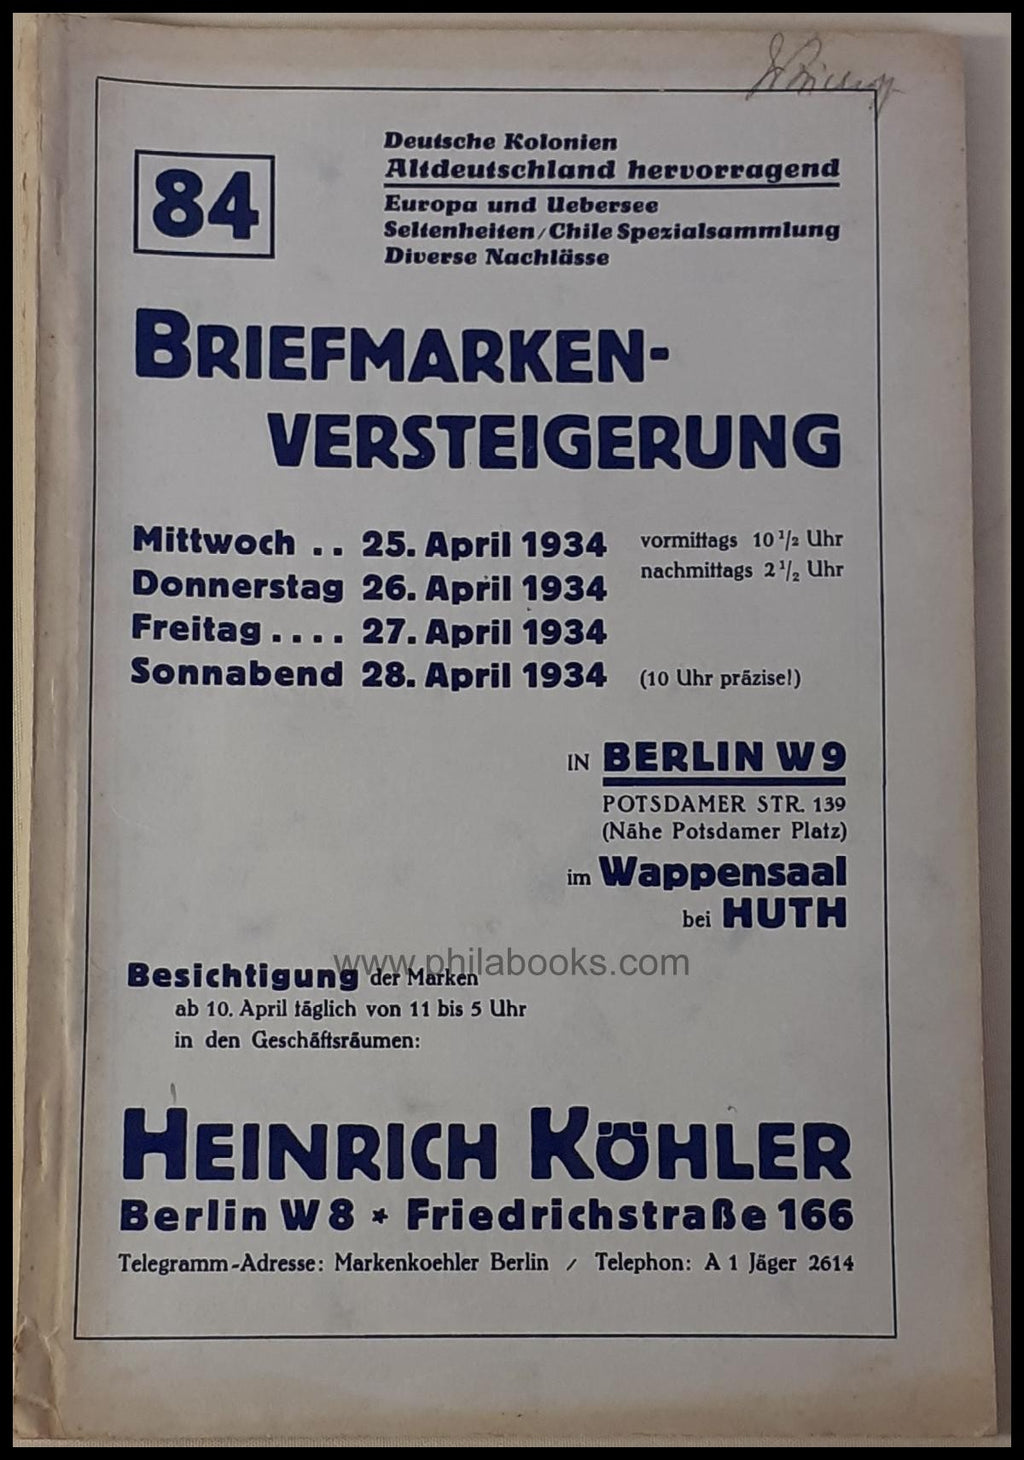 84
Deutsche Kolonien
Altdeutschland hervorragend
Europa und Uebersee
Seltenheiten / Chile Spezialsammlung
Diverse Nachlässe
BRIEFMARKEN-
VERSTEIGERUNG
Mittwoch .. 25. April 1934 vormittags 10 1/2 Uhr
nachmittags 2 1/2 Uhr
Donnerstag 26. April 1934
Freitag .... 27. April 1934
Sonnabend 28. April 1934 (10 Uhr präzise!)
IN BERLIN W 9
POTSDAMER STR. 139
(Nähe Potsdamer Platz)
im Wappensaal
bei HUTH
www.philabooks.com
Besichtigung der Marken
ab 10. April täglich von 11 bis 5 Uhr
in den Geschäftsräumen:
HEINRICH KÖHLER
Berlin W 8 * Friedrichstraße 166
Telegramm-Adresse: Markenkoehler Berlin / Telephon: A 1 Jäger 2614